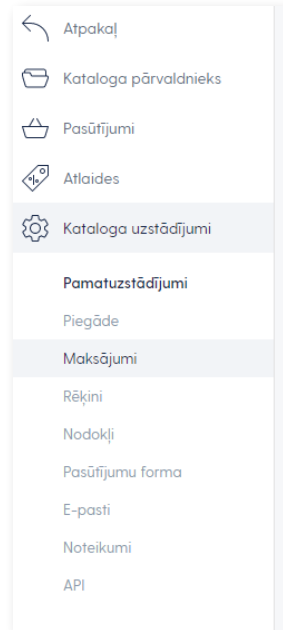 Atpakaļ
Kataloga pārvaldnieks
Pasūtījumi
Atlaides
Kataloga uzstādījumi
Pamatuzstādījumi
Piegāde
Maksājumi
Rēķini
Nodokļi
Pasūtījumu forma
E-pasti
Noteikumi
API